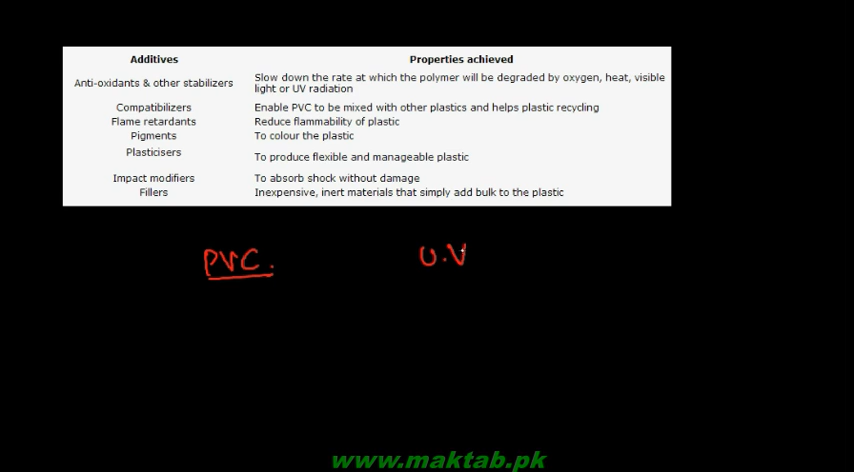 Additives Properties achieved
Anti-oxidants & other stabilizers Slow down the rate at which the polymer will be degraded by oxygen, heat, visible
light or UV radiation
Compatibilizers Enable PVC to be mixed with other plastics and helps plastic recycling
Flame retardants Reduce flammability of plastic
Pigments To colour the plastic
Plasticisers To produce flexible and manageable plastic
Impact modifiers To absorb shock without damage
Fillers Inexpensive, inert materials that simply add bulk to the plastic
PVC. U.V
www.maktab.pk